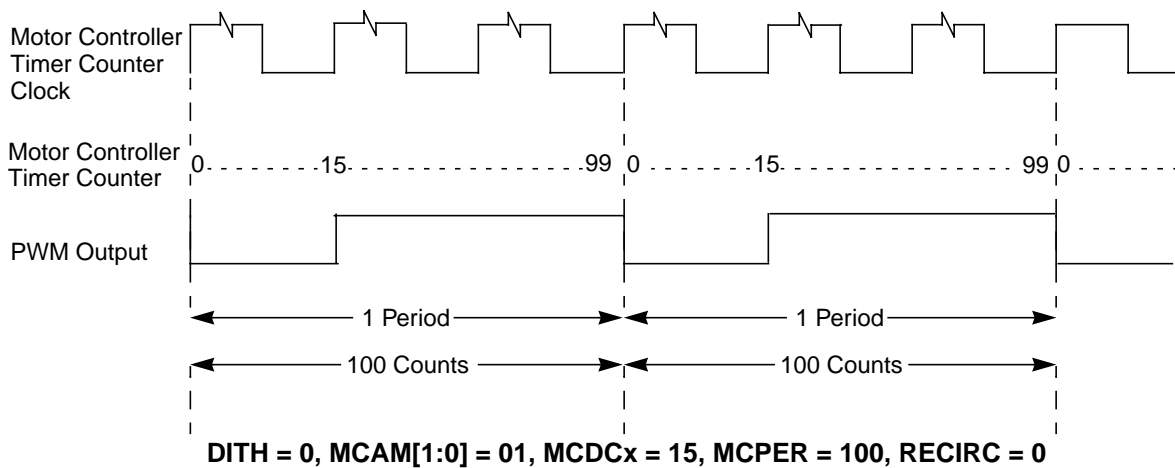 Motor Controller
Timer Counter
Clock
Motor Controller
Timer Counter
0 15 99 0 15 99 0
PWM Output
1 Period 1 Period
100 Counts 100 Counts
DITH = 0, MCAM[1:0] = 01, MCDCx = 15, MCPER = 100, RECIRC = 0